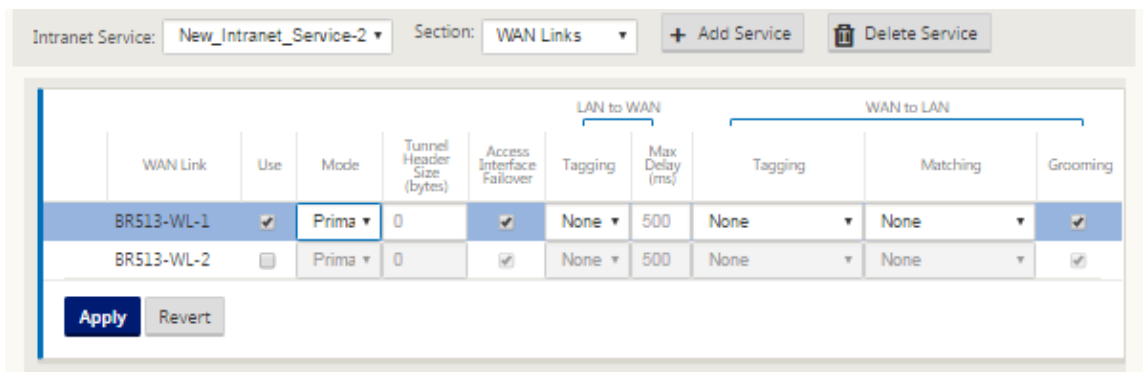 Intranet Service: New_Intranet_Service-2 Section: WAN Links + Add Service Delete Service
LAN to WAN WAN to LAN
WAN Link Use Mode Tunnel Header Size (bytes) Access Interface Failover Tagging Max Delay (ms) Tagging Matching Grooming
BR513-WL-1 Prima 0 None 500 None None
BR513-WL-2 Prima 0 None 500 None None
Apply Revert